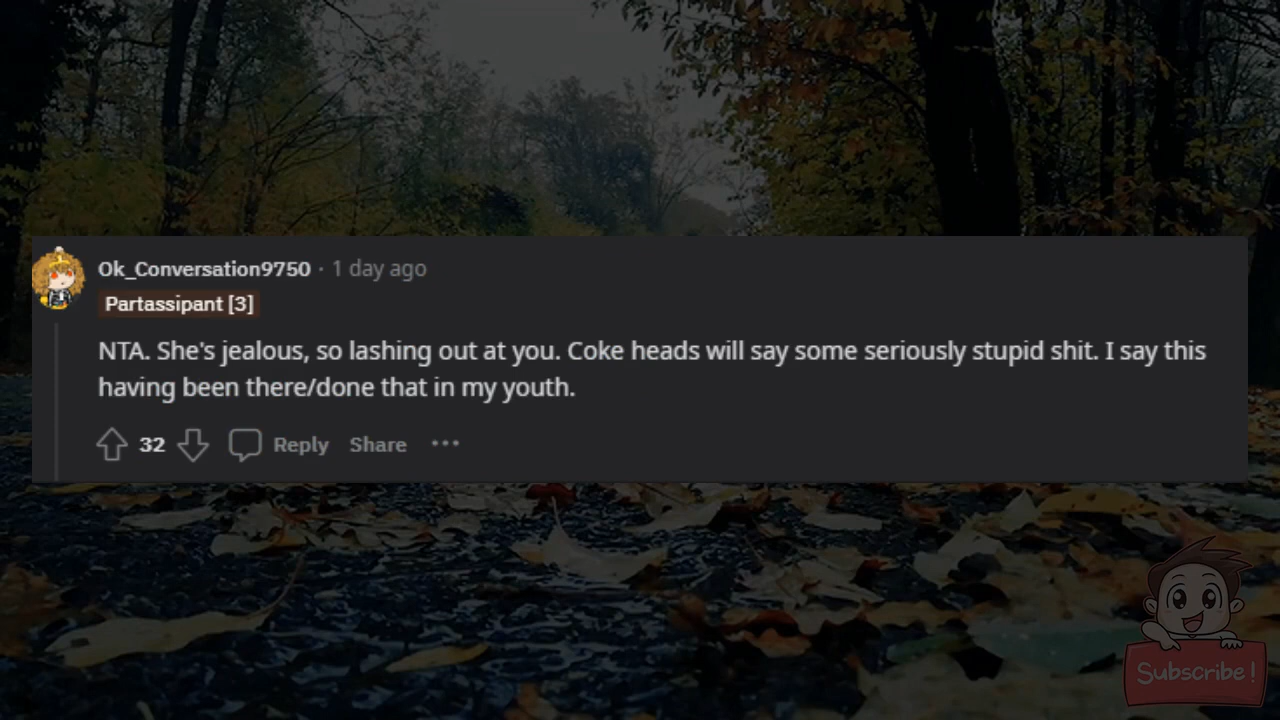 Ok_Conversation9750 · 1 day ago
Partassipant [3]
NTA. She's jealous, so lashing out at you. Coke heads will say some seriously stupid shit. I say this
having been there/done that in my youth.
32 Reply Share ···
Subscribe!